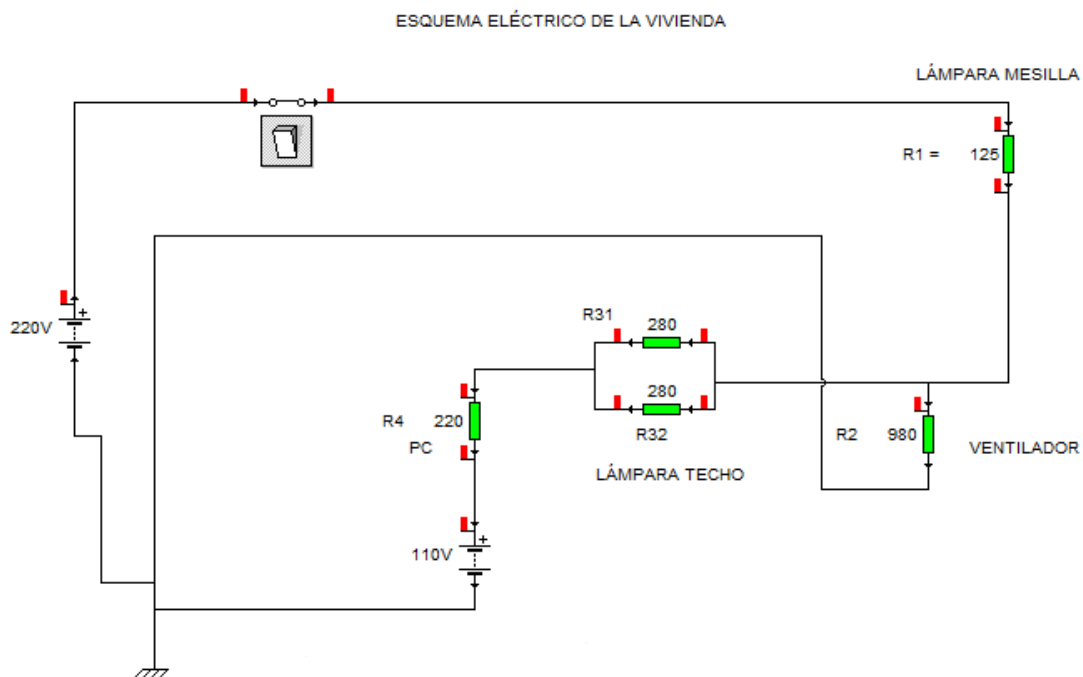 ESQUEMA ELÉCTRICO DE LA VIVIENDA
LÁMPARA MESILLA
R1 = 125
220V
+
R31
280
280
R32
LÁMPARA TECHO
R4 220
PC
R2 980
VENTILADOR
110V
+